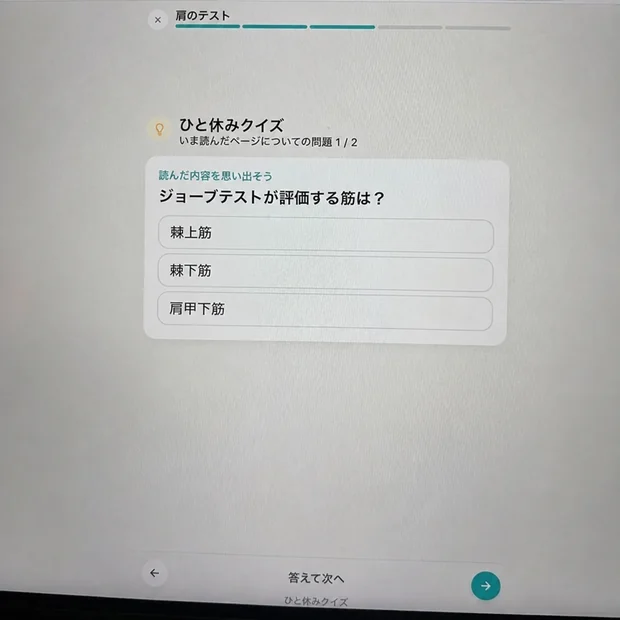 肩のテスト
ひと休みクイズ
いま読んだページについての問題 1 / 2
読んだ内容を思い出そう
ジョーブテストが評価する筋は？
棘上筋
棘下筋
肩甲下筋
答えて次へ
ひと休みクイズ